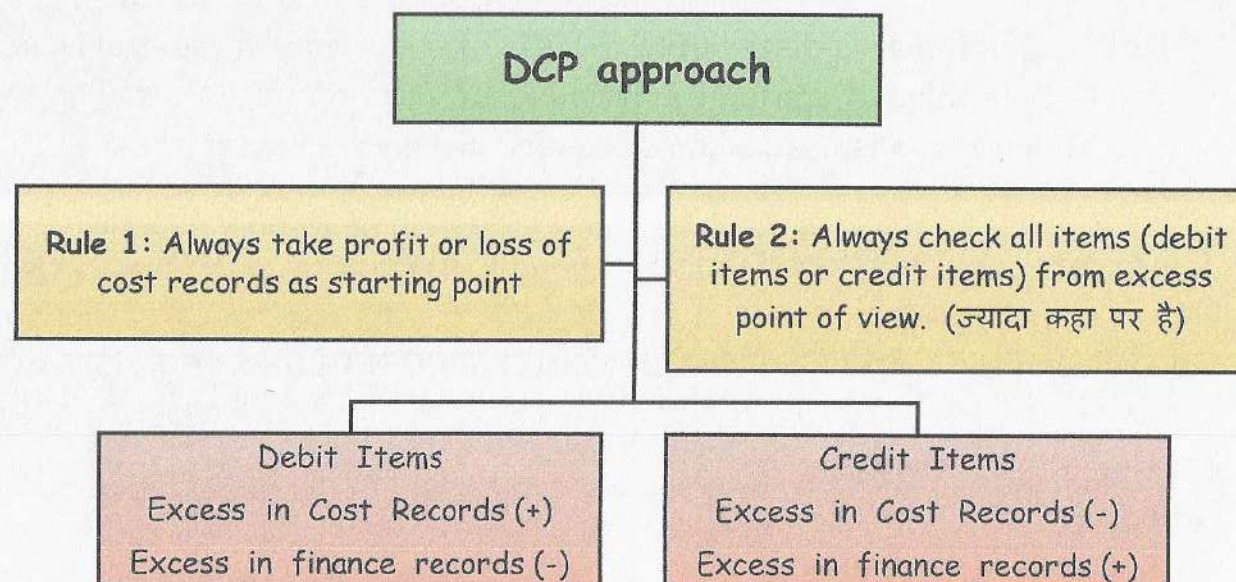 DCP approach
Rule 1: Always take profit or loss of
cost records as starting point
Rule 2: Always check all items (debit
items or credit items) from excess
point of view. (ज्यादा कहा पर है)
Debit Items
Excess in Cost Records (+)
Excess in finance records (-)
Credit Items
Excess in Cost Records (-)
Excess in finance records (+)